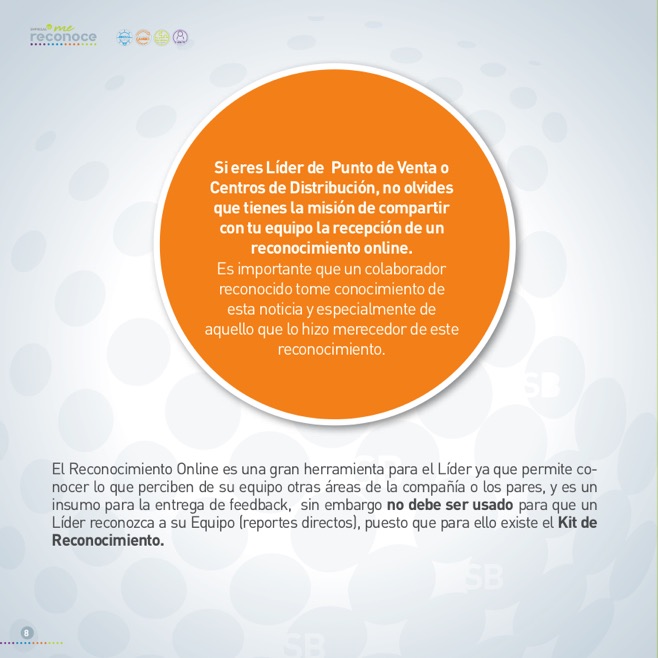 me
reconoce
Si eres Líder de Punto de Venta o
Centros de Distribución, no olvides
que tienes la misión de compartir
con tu equipo la recepción de un
reconocimiento online.
Es importante que un colaborador
reconocido tome conocimiento de
esta noticia y especialmente de
aquello que lo hizo merecedor de este
reconocimiento.
SB
El Reconocimiento Online es una gran herramienta para el Líder ya que permite co-
nocer lo que perciben de su equipo otras áreas de la compañía o los pares, y es un
insumo para la entrega de feedback, sin embargo no debe ser usado para que un
Líder reconozca a su Equipo (reportes directos), puesto que para ello existe el Kit de
Reconocimiento.
SB
8
SB